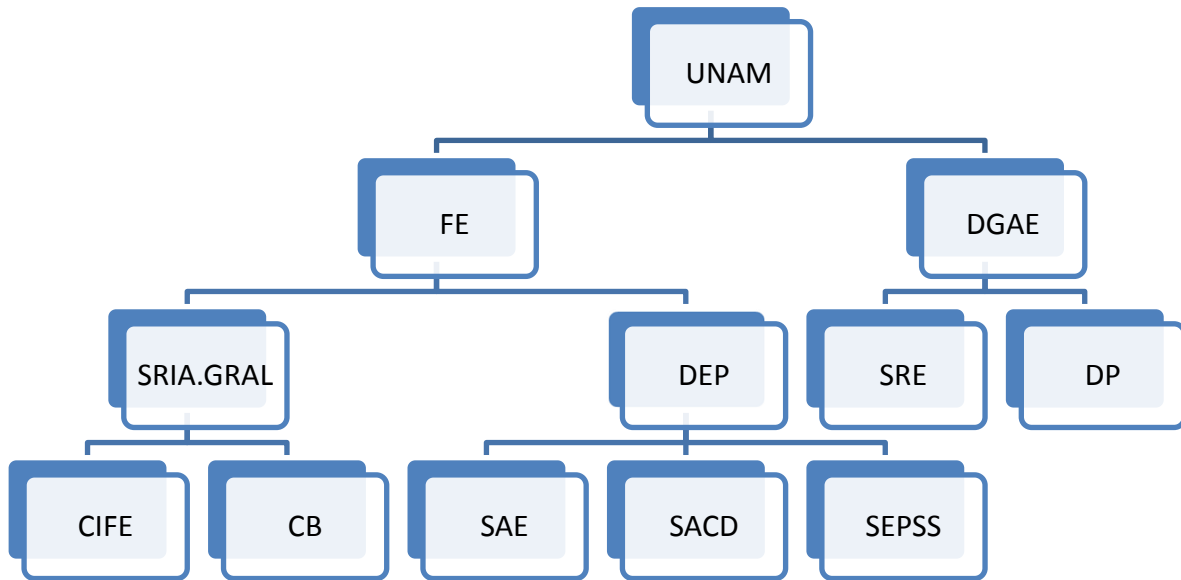 UNAM
FE
DGAE
SRIA.GRAL
DEP
SRE
DP
CIFE
CB
SAE
SACD
SEPSS